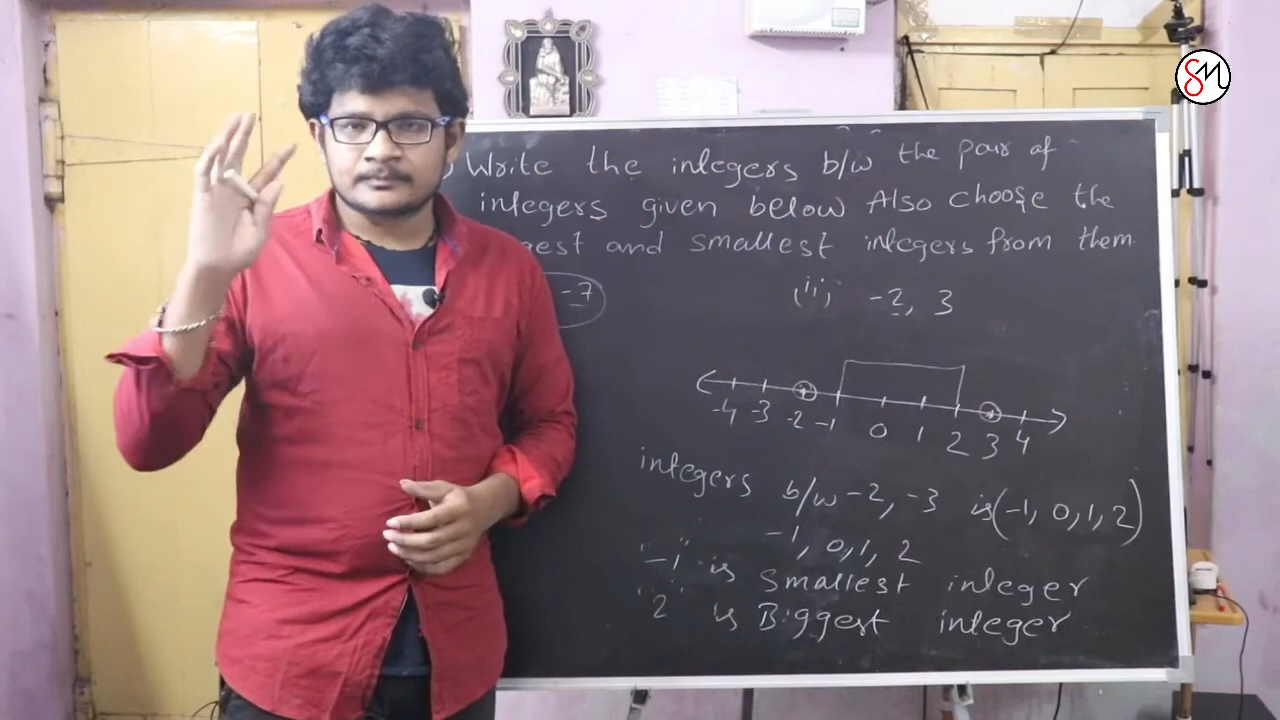 SM
Write the integers b/w the pair of
integers given below Also choose the
gest and smallest integers from them
-7
(ii) -2, 3
-4 -3 -2 -1 0 1 2 3 4
integers b/w -2, -3 is (-1, 0, 1, 2)
-1, 0, 1, 2
"-1" is smallest integer
"2" is Biggest integer